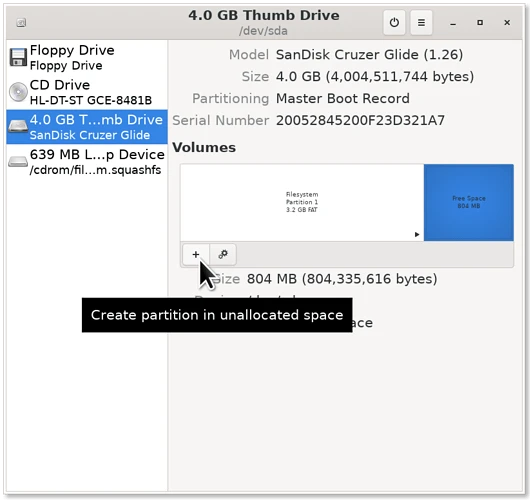 4.0 GB Thumb Drive
/dev/sda
Floppy Drive
Floppy Drive
CD Drive
HL-DT-ST GCE-8481B
4.0 GB T...mb Drive
SanDisk Cruzer Glide
639 MB L...p Device
/cdrom/fil...m.squashfs
Model SanDisk Cruzer Glide (1.26)
Size 4.0 GB (4,004,511,744 bytes)
Partitioning Master Boot Record
Serial Number 20052845200F23D321A7
Volumes
Filesystem
Partition 1
3.2 GB FAT
Free Space
804 MB
Size 804 MB (804,335,616 bytes)
Create partition in unallocated space
ace